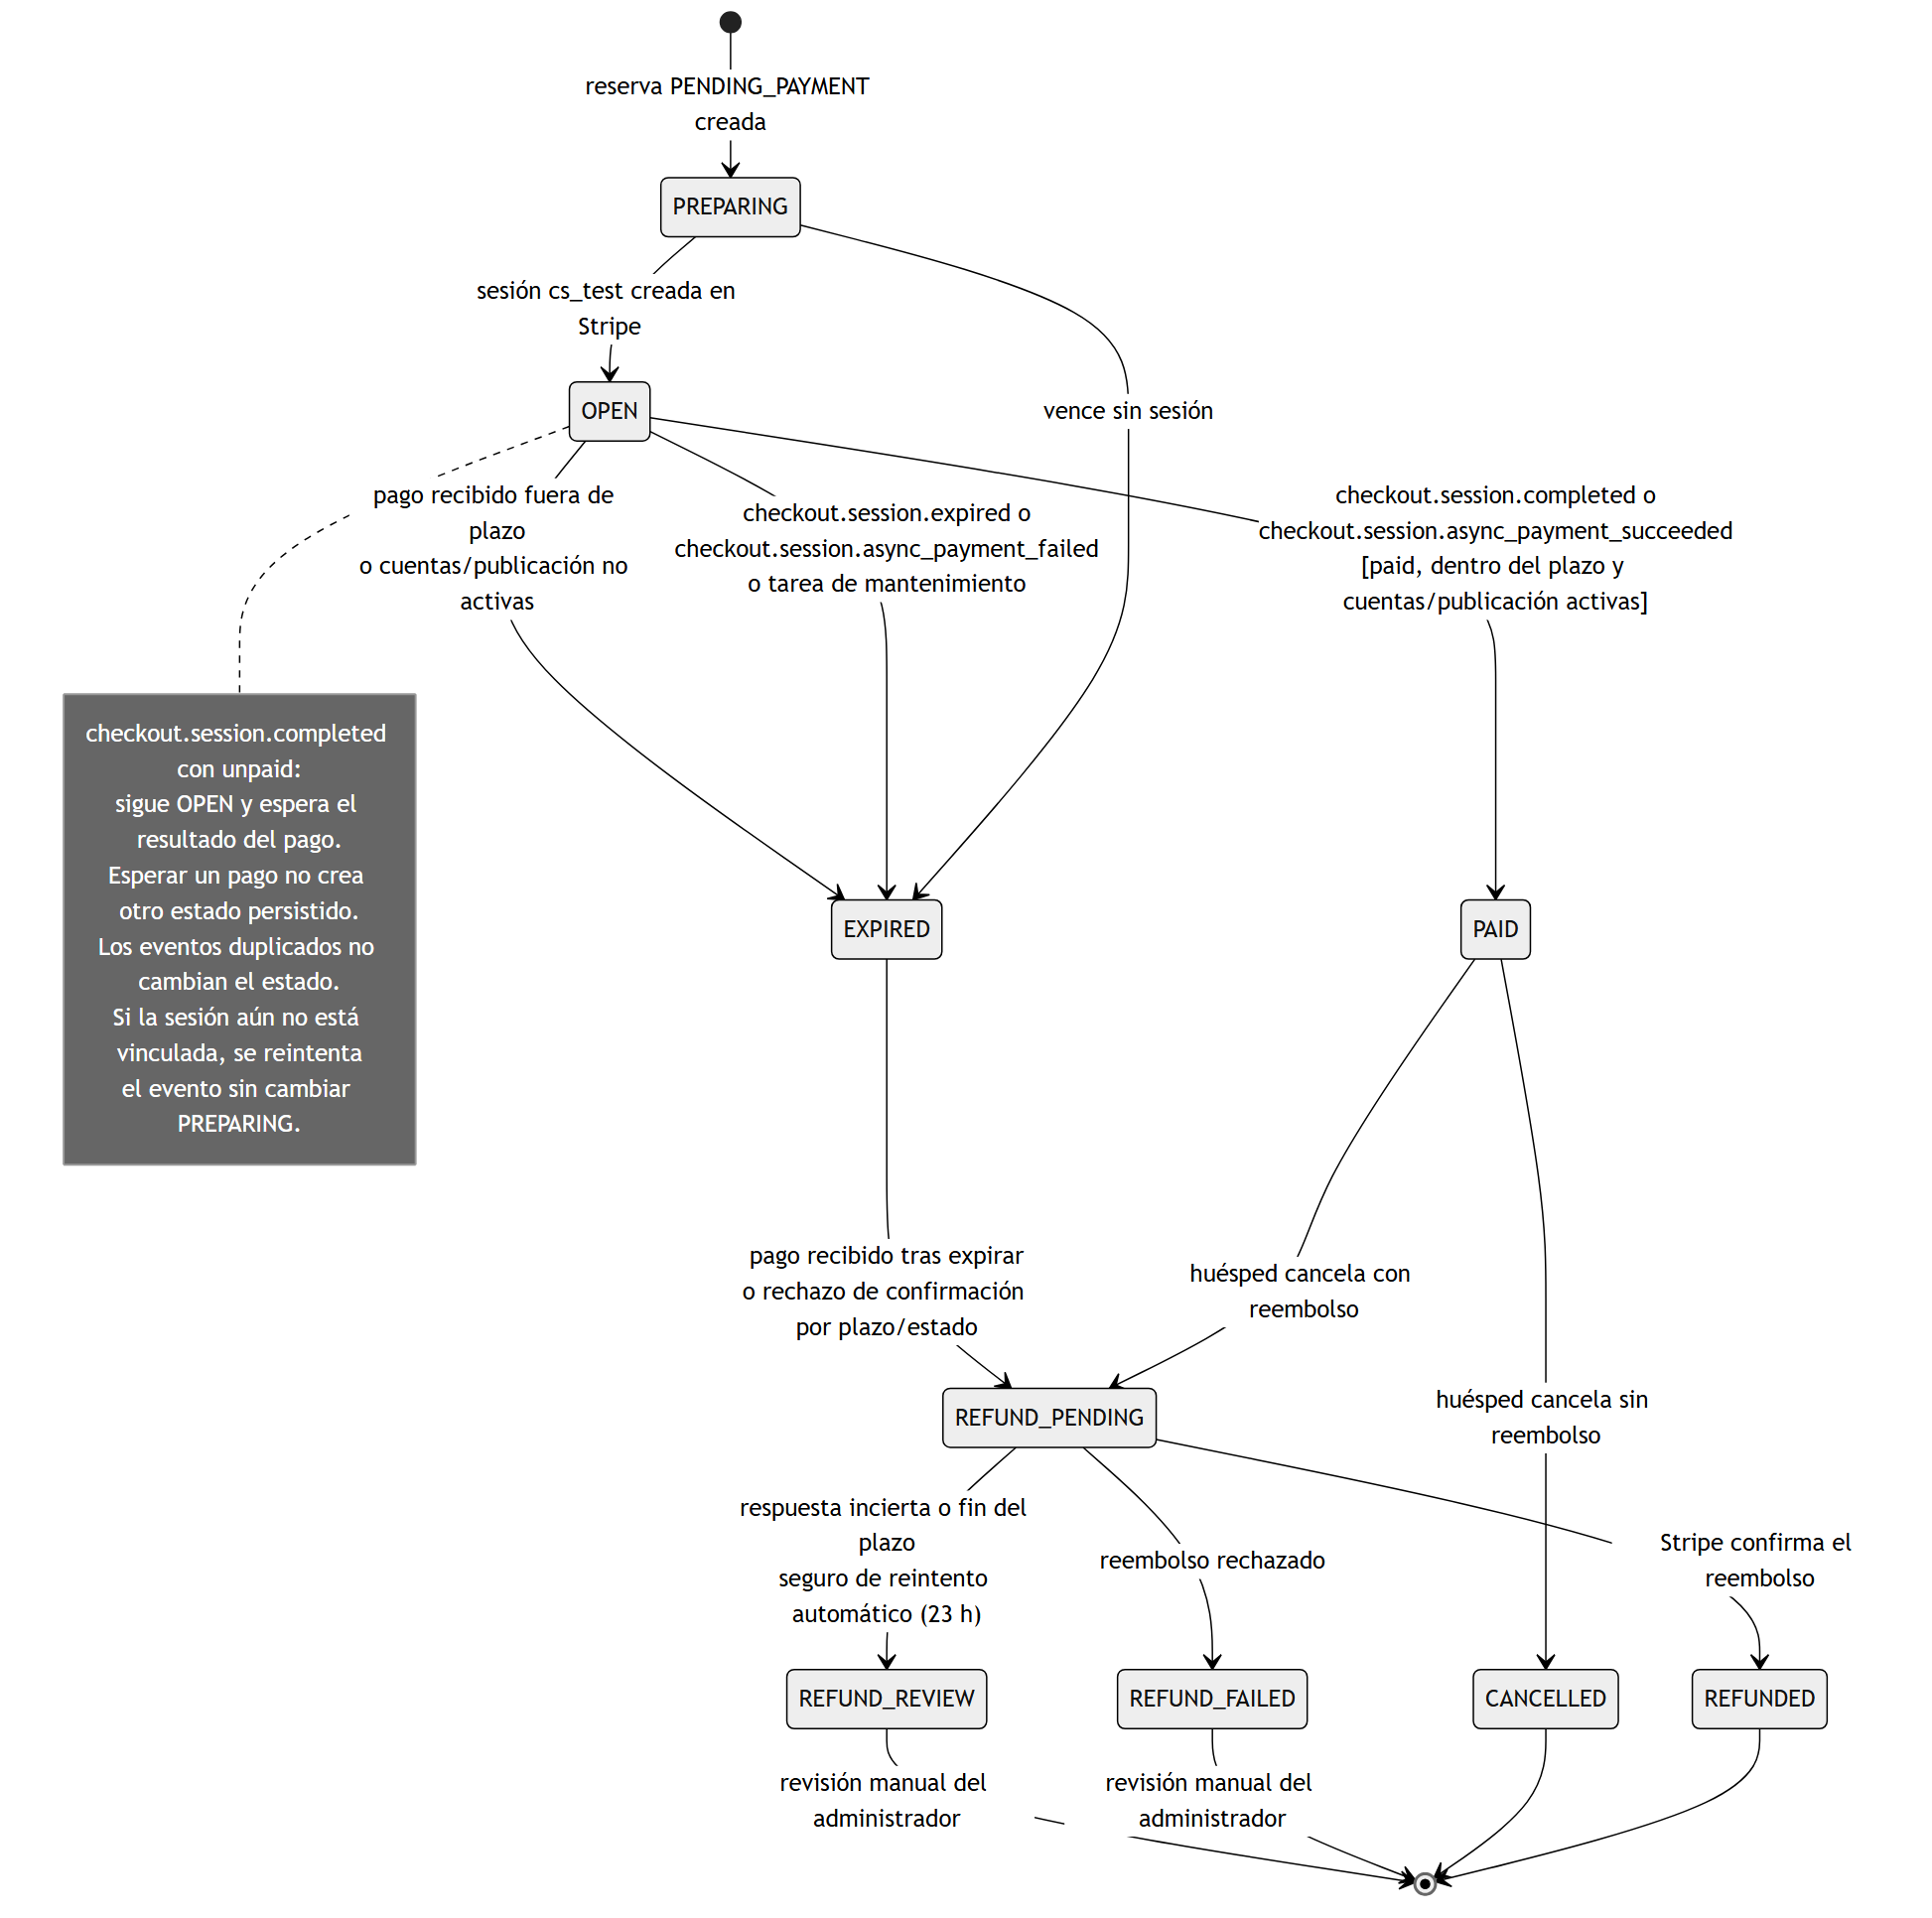 reserva PENDING_PAYMENT
creada
PREPARING
sesión cs_test creada en
Stripe
OPEN
vence sin sesión
pago recibido fuera de
plazo
o cuentas/publicación no
activas
checkout.session.expired o
checkout.session.async_payment_failed
o tarea de mantenimiento
checkout.session.completed o
checkout.session.async_payment_succeeded
[paid, dentro del plazo y
cuentas/publicación activas]
checkout.session.completed
con unpaid:
sigue OPEN y espera el
resultado del pago.
Esperar un pago no crea
otro estado persistido.
Los eventos duplicados no
cambian el estado.
Si la sesión aún no está
vinculada, se reintenta
el evento sin cambiar
PREPARING.
EXPIRED
PAID
pago recibido tras expirar
o rechazo de confirmación
por plazo/estado
huésped cancela con
reembolso
REFUND_PENDING
huésped cancela sin
reembolso
respuesta incierta o fin del
plazo
seguro de reintento
automático (23 h)
reembolso rechazado
Stripe confirma el
reembolso
REFUND_REVIEW
REFUND_FAILED
CANCELLED
REFUNDED
revisión manual del
administrador
revisión manual del
administrador